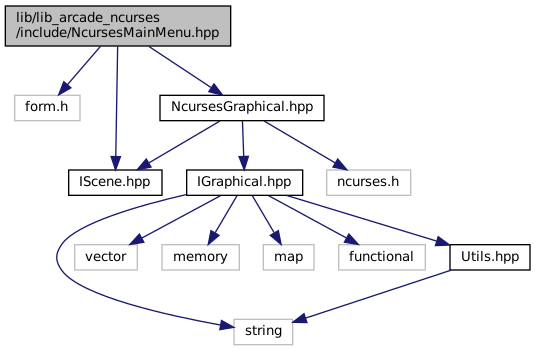 lib/lib_arcade_ncurses
/include/NcursesMainMenu.hpp
form.h
NcursesGraphical.hpp
IScene.hpp
IGraphical.hpp
ncurses.h
vector
memory
map
functional
Utils.hpp
string